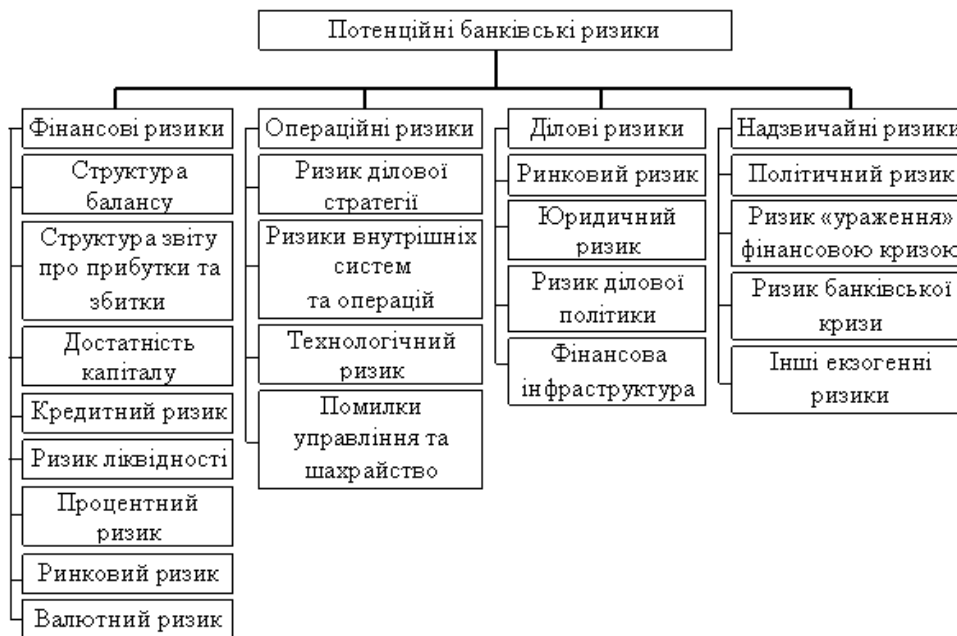 Потенційні банківські ризики
Фінансові ризики
Структура
балансу
Структура звіту
про прибутки та
збитки
Достатність
капіталу
Кредитний ризик
Ризик ліквідності
Процентний
ризик
Ринковий ризик
Валютний ризик
Операційні ризики
Ризик ділової
стратегії
Ризики внутрішніх
систем
та операцій
Технологічний
ризик
Помилки
управління та
шахрайство
Ділові ризики
Ринковий ризик
Юридичний
ризик
Ризик ділової
політики
Фінансова
інфраструктура
Надзвичайні ризики
Політичний ризик
Ризик «ураження»
фінансовою кризою
Ризик банківської
кризи
Інші екзогенні
ризики